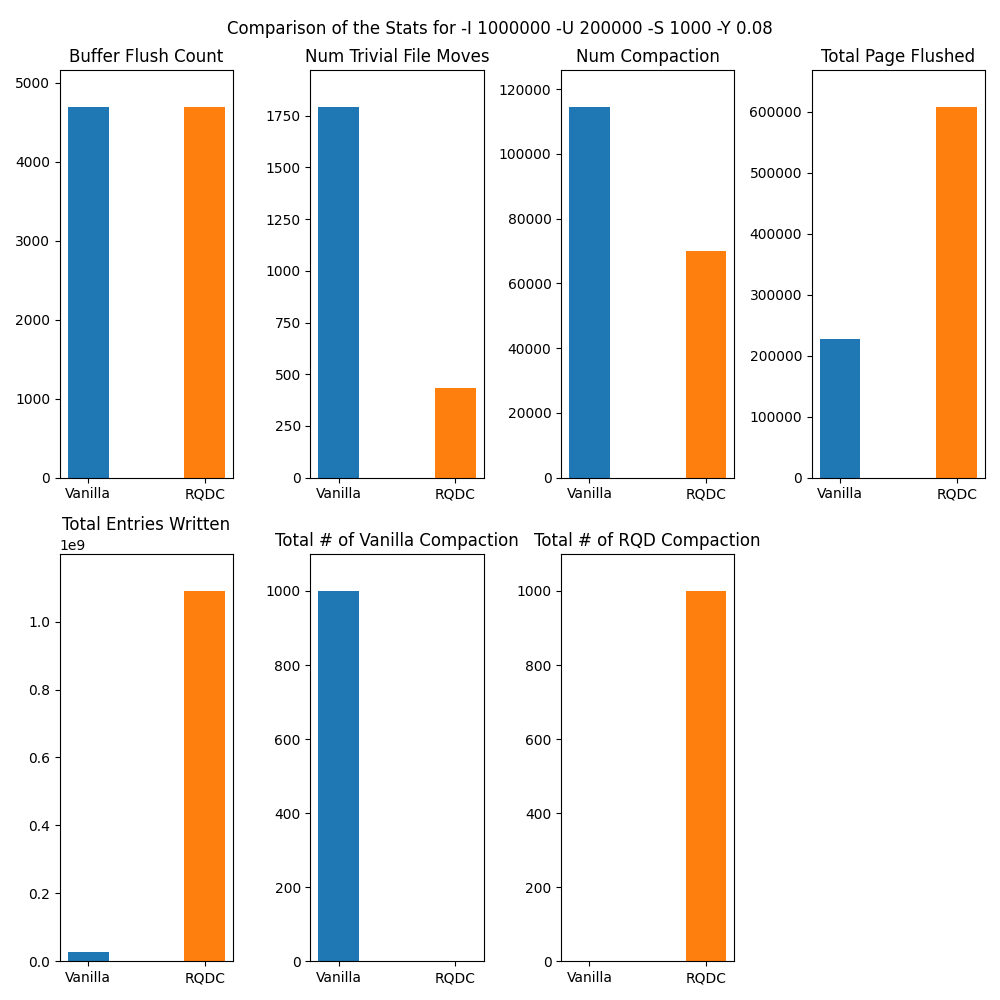 Comparison of the Stats for -I 1000000 -U 200000 -S 1000 -Y 0.08
Buffer Flush Count
5000
4000
3000
2000
1000
0
Vanilla RQDC
Num Trivial File Moves
1750
1500
1250
1000
750
500
250
0
Vanilla RQDC
Num Compaction
120000
100000
80000
60000
40000
20000
0
Vanilla RQDC
Total Page Flushed
600000
500000
400000
300000
200000
100000
0
Vanilla RQDC
Total Entries Written
1e9
1.0
0.8
0.6
0.4
0.2
0.0
Vanilla RQDC
Total # of Vanilla Compaction
1000
800
600
400
200
0
Vanilla RQDC
Total # of RQD Compaction
1000
800
600
400
200
0
Vanilla RQDC